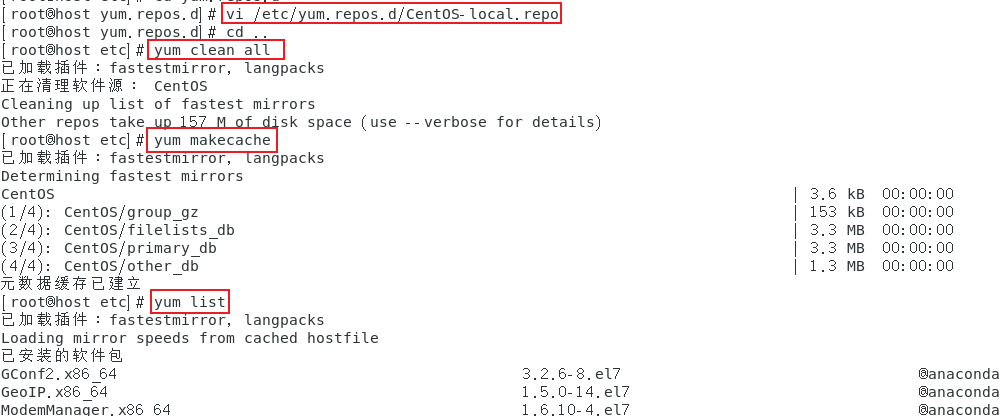 [root@host yum.repos.d]# vi /etc/yum.repos.d/CentOS-local.repo
[root@host yum.repos.d]# cd ..
[root@host etc]# yum clean all
已加载插件：fastestmirror, langpacks
正在清理软件源： CentOS
Cleaning up list of fastest mirrors
Other repos take up 157 M of disk space (use --verbose for details)
[root@host etc]# yum makecache
已加载插件：fastestmirror, langpacks
Determining fastest mirrors
CentOS | 3.6 kB 00:00:00
(1/4): CentOS/group_gz | 153 kB 00:00:00
(2/4): CentOS/filelists_db | 3.3 MB 00:00:00
(3/4): CentOS/primary_db | 3.3 MB 00:00:00
(4/4): CentOS/other_db | 1.3 MB 00:00:00
元数据缓存已建立
[root@host etc]# yum list
已加载插件：fastestmirror, langpacks
Loading mirror speeds from cached hostfile
已安装的软件包
GConf2.x86_64 3.2.6-8.el7 @anaconda
GeoIP.x86_64 1.5.0-14.el7 @anaconda
ModemManager.x86_64 1.6.10-4.el7 @anaconda